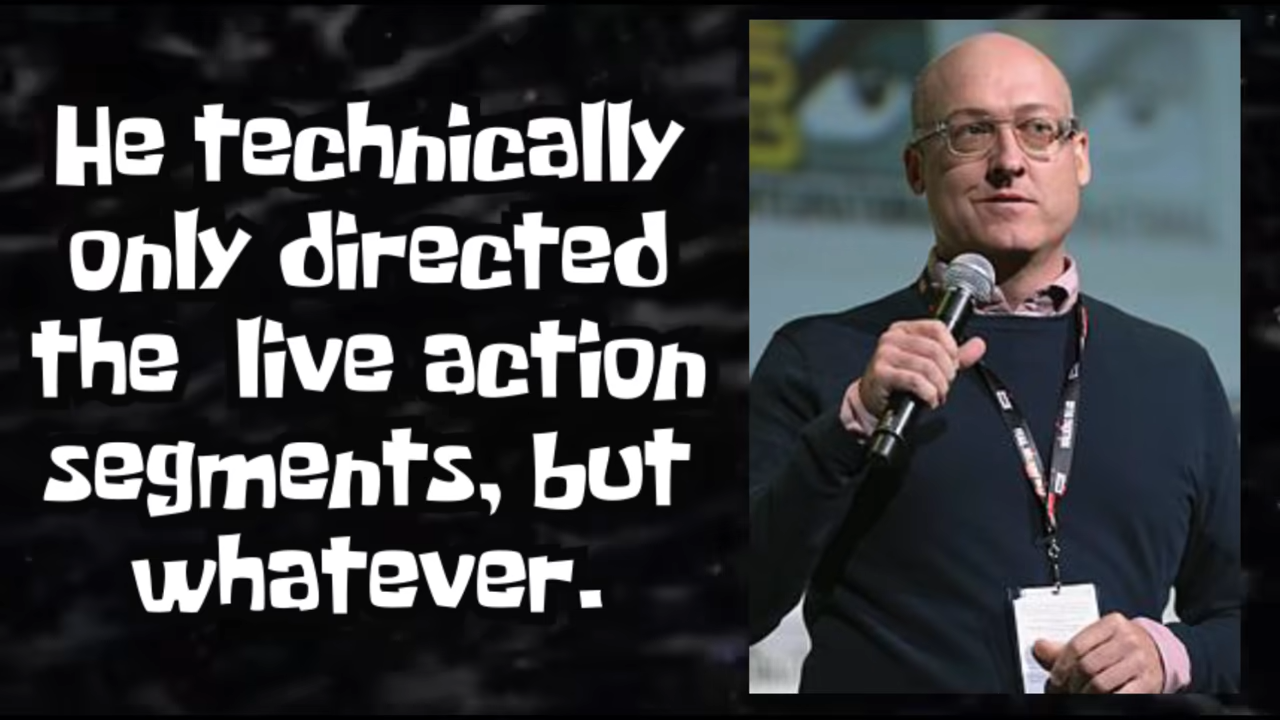 He technically
only directed
the live action
segments, but
whatever.